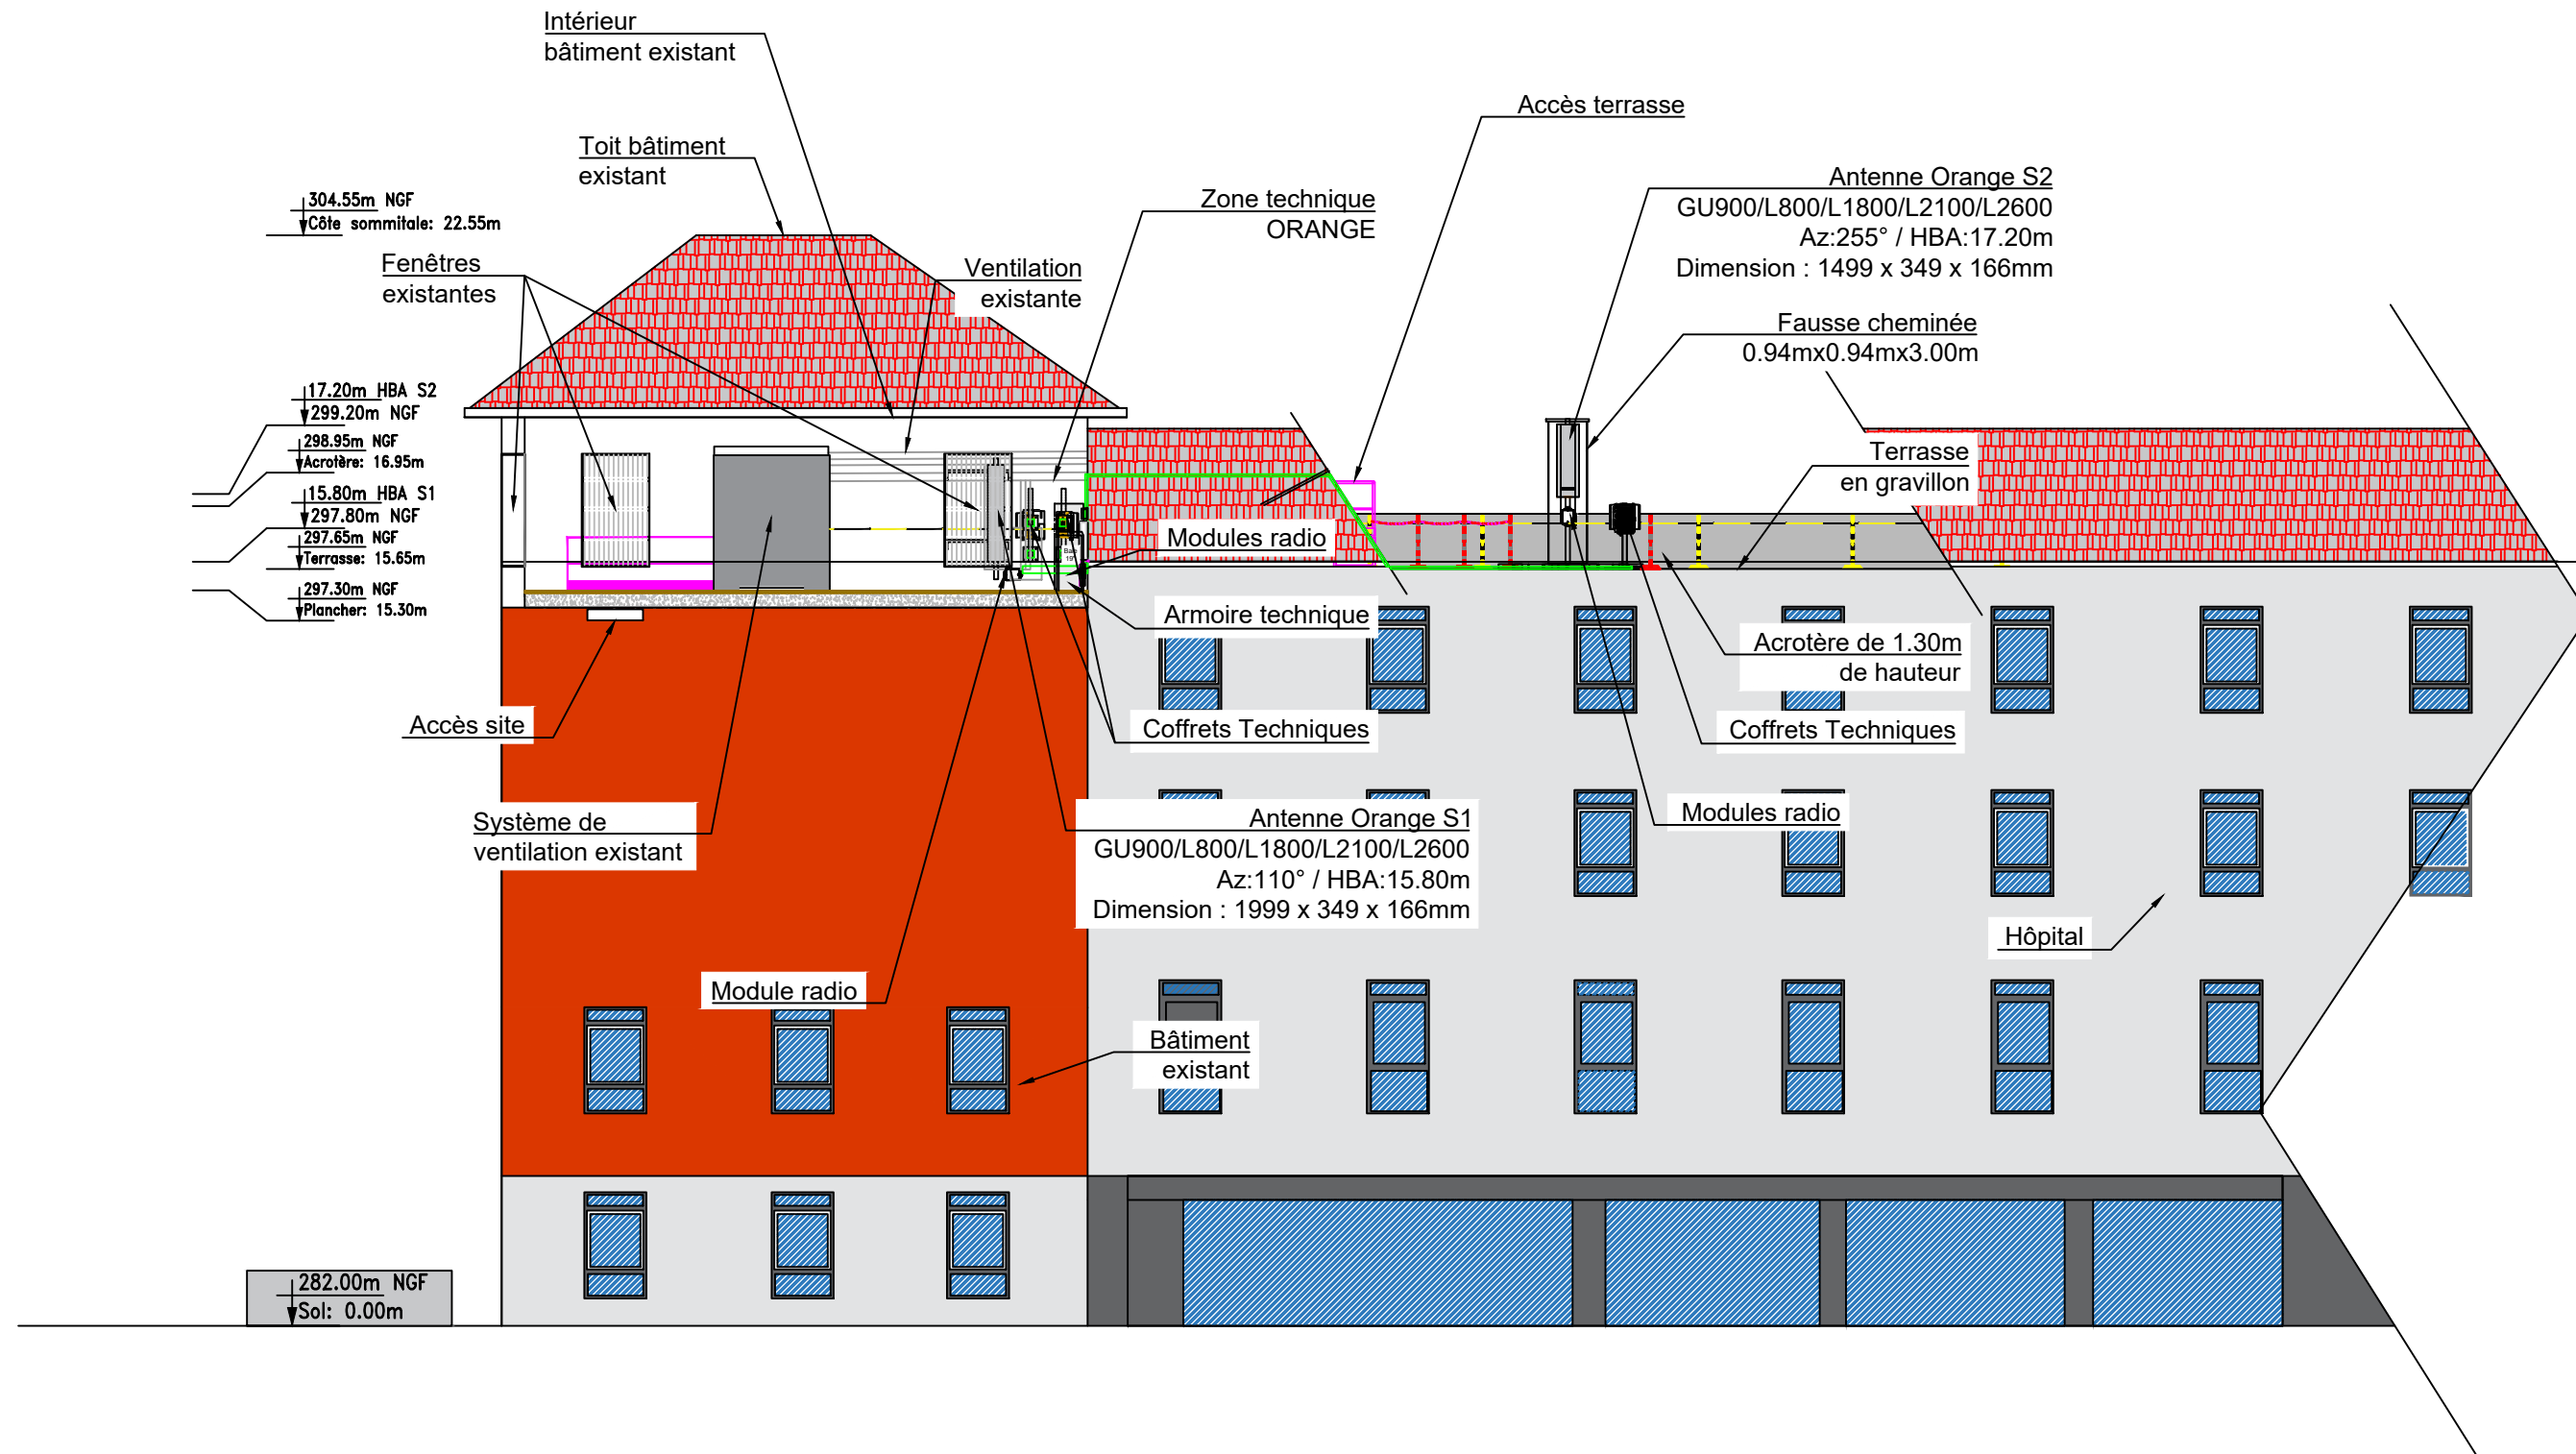 Intérieur
bâtiment existant
Accès terrasse
Toit bâtiment
existant
Antenne Orange S2
GU900/L800/L1800/L2100/L2600
Az:255° / HBA:17.20m
Dimension : 1499 x 349 x 166mm
Zone technique
ORANGE
304.55m NGF
Côte sommitale: 22.55m
Fenêtres
existantes
Ventilation
existante
Fausse cheminée
0.94mx0.94mx3.00m
17.20m HBA S2
299.20m NGF
298.95m NGF
Acrotère: 16.95m
15.80m HBA S1
297.80m NGF
297.65m NGF
Terrasse: 15.65m
297.30m NGF
Plancher: 15.30m
Terrasse
en gravillon
Modules radio
Baie
19"
Armoire technique
Acrotère de 1.30m
de hauteur
Accès site
Coffrets Techniques
Coffrets Techniques
Système de
ventilation existant
Antenne Orange S1
GU900/L800/L1800/L2100/L2600
Az:110° / HBA:15.80m
Dimension : 1999 x 349 x 166mm
Modules radio
Hôpital
Module radio
Bâtiment
existant
282.00m NGF
Sol: 0.00m